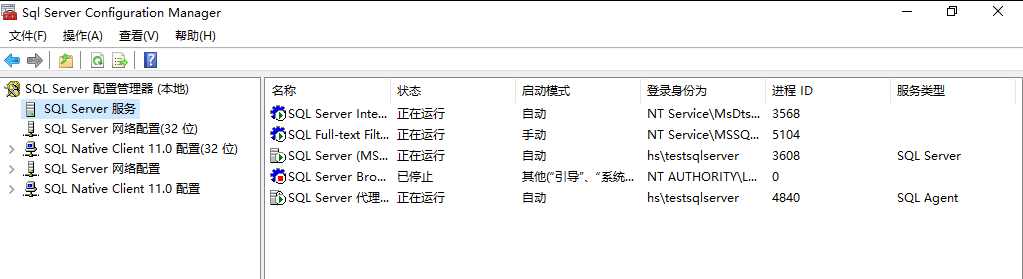 Sql Server Configuration Manager
文件(F) 操作(A) 查看(V) 帮助(H)
SQL Server 配置管理器 (本地)
SQL Server 服务
SQL Server 网络配置(32 位)
SQL Native Client 11.0 配置(32 位)
SQL Server 网络配置
SQL Native Client 11.0 配置
名称 状态 启动模式 登录身份为 进程 ID 服务类型
SQL Server Inte... 正在运行 自动 NT Service\MsDts... 3568
SQL Full-text Filt... 正在运行 手动 NT Service\MSSQ... 5104
SQL Server (MS... 正在运行 自动 hs\testsqlserver 3608 SQL Server
SQL Server Bro... 已停止 其他("引导"、"系统... NT AUTHORITY\L... 0
SQL Server 代理... 正在运行 自动 hs\testsqlserver 4840 SQL Agent